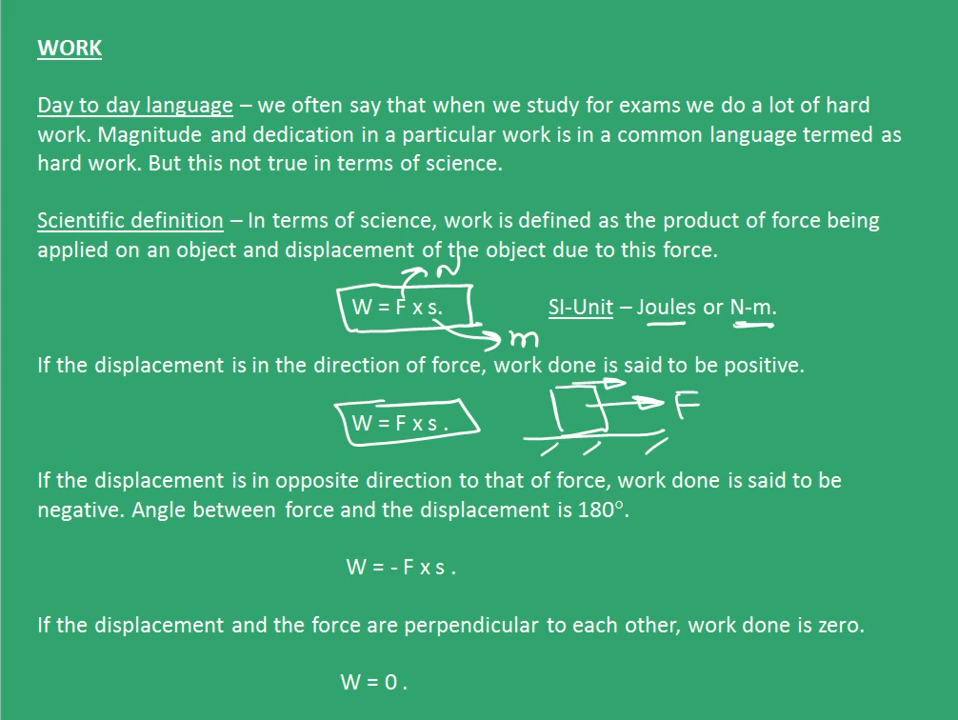 WORK
Day to day language – we often say that when we study for exams we do a lot of hard
work. Magnitude and dedication in a particular work is in a common language termed as
hard work. But this not true in terms of science.
Scientific definition – In terms of science, work is defined as the product of force being
applied on an object and displacement of the object due to this force.
N
W = F x s. SI-Unit – Joules or N-m.
m
If the displacement is in the direction of force, work done is said to be positive.
W = F x s . F
If the displacement is in opposite direction to that of force, work done is said to be
negative. Angle between force and the displacement is 180°.
W = - F x s .
If the displacement and the force are perpendicular to each other, work done is zero.
W = 0 .